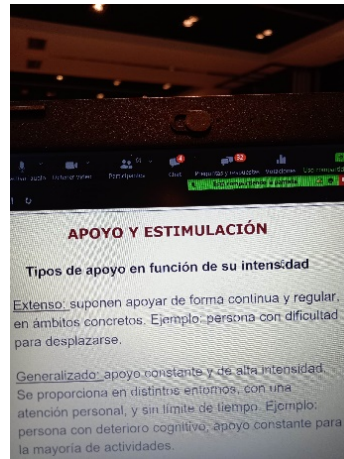 Participantes
Chat
APOYO Y ESTIMULACIÓN
Tipos de apoyo en función de su intensidad
Extenso: suponen apoyar de forma continua y regular,
en ámbitos concretos. Ejemplo: persona con dificultad
para desplazarse.
Generalizado: apoyo constante y de alta intensidad.
Se proporciona en distintos entornos, con una
atención personal, y sin límite de tiempo. Ejemplo:
persona con deterioro cognitivo, apoyo constante para
la mayoría de actividades.